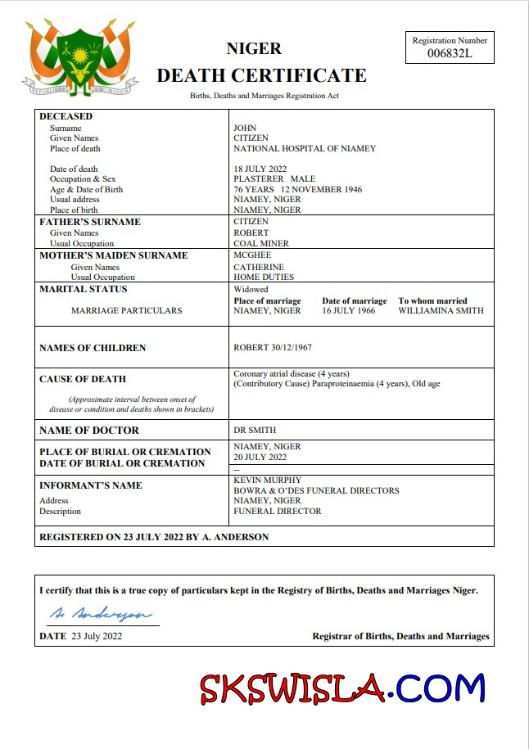 NIGER
DEATH CERTIFICATE
Births, Deaths and Marriages Registration Act
Registration Number
006832L
DECEASED
Surname JOHN
Given Names CITIZEN
Place of death NATIONAL HOSPITAL OF NIAMEY
Date of death 18 JULY 2022
Occupation & Sex PLASTERER MALE
Age & Date of Birth 76 YEARS 12 NOVEMBER 1946
Usual address NIAMEY, NIGER
Place of birth NIAMEY, NIGER
FATHER'S SURNAME CITIZEN
Given Names ROBERT
Usual Occupation COAL MINER
MOTHER'S MAIDEN SURNAME MCGHEE
Given Names CATHERINE
Usual Occupation HOME DUTIES
MARITAL STATUS Widowed
Place of marriage Date of marriage To whom married
MARRIAGE PARTICULARS NIAMEY, NIGER 16 JULY 1966 WILLIAMINA SMITH
NAMES OF CHILDREN ROBERT 30/12/1967
CAUSE OF DEATH Coronary atrial disease (4 years)
(Contributory Cause) Paraproteinaemia (4 years), Old age
(Approximate interval between onset of
disease or condition and deaths shown in brackets)
NAME OF DOCTOR DR SMITH
PLACE OF BURIAL OR CREMATION NIAMEY, NIGER
DATE OF BURIAL OR CREMATION 20 JULY 2022
--
INFORMANT'S NAME KEVIN MURPHY
BOWRA & O'DES FUNERAL DIRECTORS
Address NIAMEY, NIGER
Description FUNERAL DIRECTOR
REGISTERED ON 23 JULY 2022 BY A. ANDERSON
I certify that this is a true copy of particulars kept in the Registry of Births, Deaths and Marriages Niger.
A. Anderson
DATE 23 July 2022 Registrar of Births, Deaths and Marriages
SKSWISLA.COM